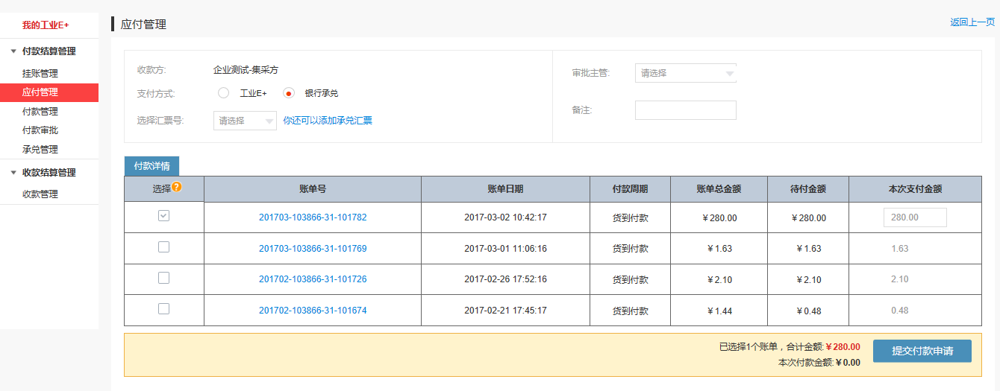 我的工业E+
付款结算管理
挂账管理
应付管理
付款管理
付款审批
承兑管理
收款结算管理
收款管理
应付管理
返回上一页
收款方: 企业测试-集采方
支付方式: 工业E+ 银行承兑
选择汇票号: 请选择 你还可以添加承兑汇票
审批主管: 请选择
备注:
付款详情
选择? 账单号 账单日期 付款周期 账单总金额 待付金额 本次支付金额
201703-103866-31-101782 2017-03-02 10:42:17 货到付款 ¥280.00 ¥280.00 280.00
201703-103866-31-101769 2017-03-01 11:06:16 货到付款 ¥1.63 ¥1.63 1.63
201702-103866-31-101726 2017-02-26 17:52:16 货到付款 ¥2.10 ¥2.10 2.10
201702-103866-31-101674 2017-02-21 17:45:17 货到付款 ¥1.44 ¥0.48 0.48
已选择1个账单，合计金额:¥280.00
本次付款金额:¥0.00
提交付款申请